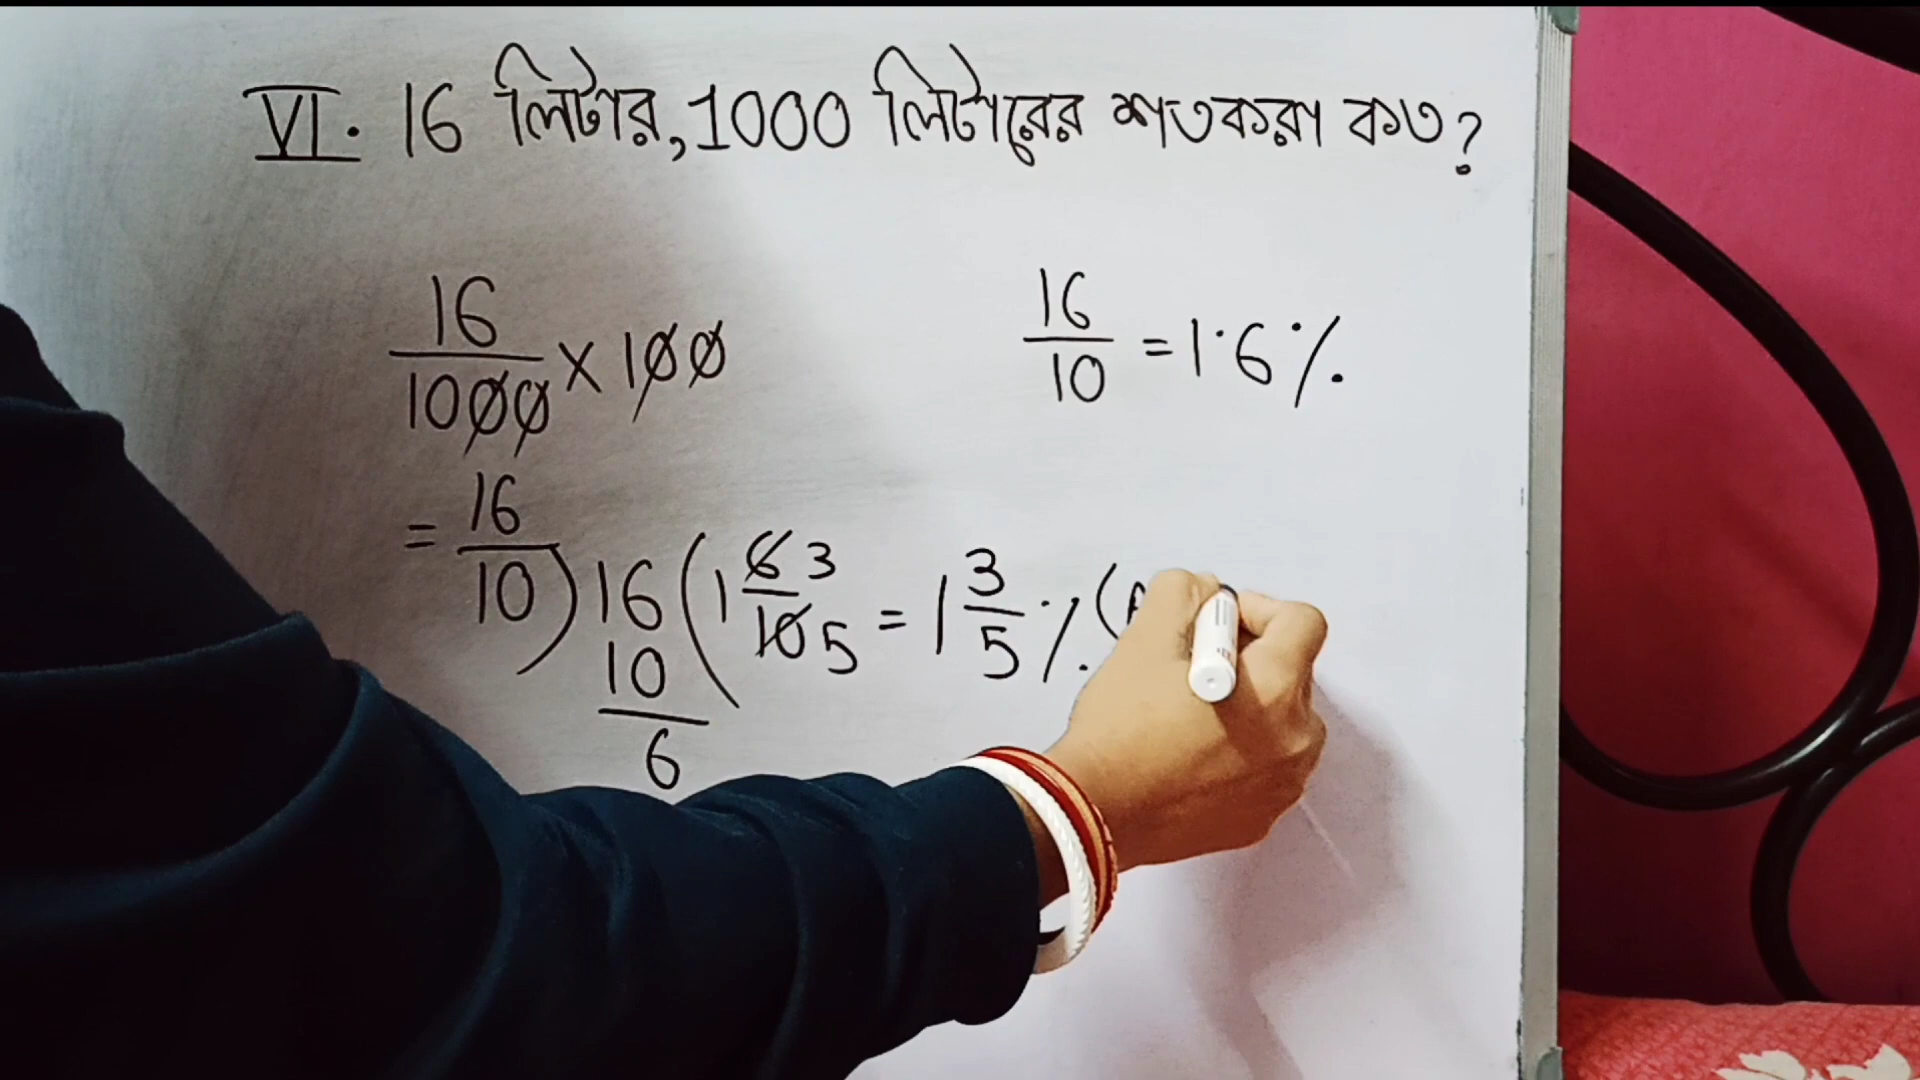 VI. 16 লিটার, 1000 লিটারের শতকরা কত?
16/1000 × 100
16/10 = 1.6%
= 16/10 ) 16 ( 1 6/10 3/5 = 1 3/5 % (
10
6